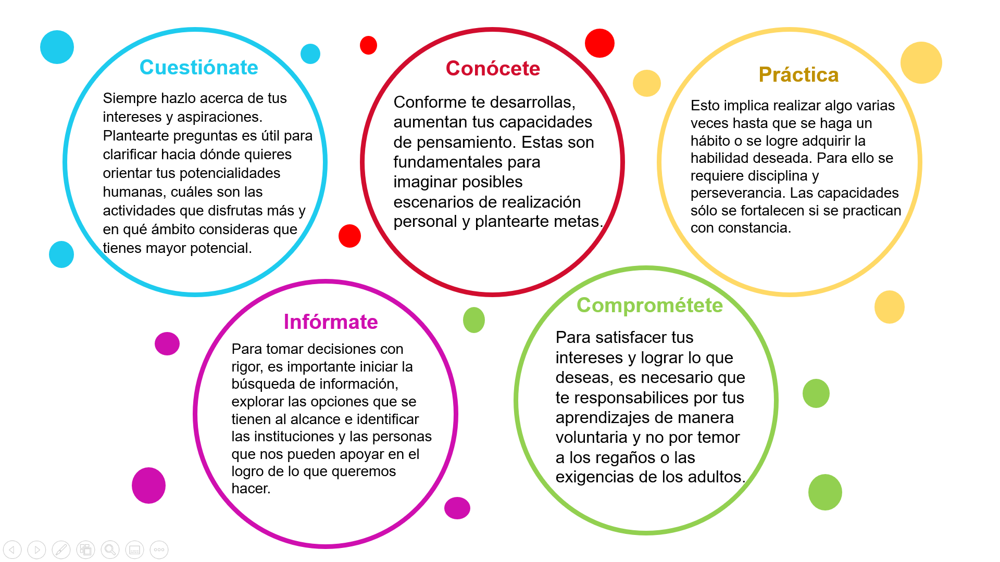 Cuestiónate
Siempre hazlo acerca de tus
intereses y aspiraciones.
Plantearte preguntas es útil para
clarificar hacia dónde quieres
orientar tus potencialidades
humanas, cuáles son las
actividades que disfrutas más y
en qué ámbito consideras que
tienes mayor potencial.
Conócete
Conforme te desarrollas,
aumentan tus capacidades
de pensamiento. Estas son
fundamentales para
imaginar posibles
escenarios de realización
personal y plantearte metas.
Práctica
Esto implica realizar algo varias
veces hasta que se haga un
hábito o se logre adquirir la
habilidad deseada. Para ello se
requiere disciplina y
perseverancia. Las capacidades
sólo se fortalecen si se practican
con constancia.
Infórmate
Para tomar decisiones con
rigor, es importante iniciar la
búsqueda de información,
explorar las opciones que se
tienen al alcance e identificar
las instituciones y las personas
que nos pueden apoyar en el
logro de lo que queremos
hacer.
Comprométete
Para satisfacer tus
intereses y lograr lo que
deseas, es necesario que
te responsabilices por tus
aprendizajes de manera
voluntaria y no por temor
a los regaños o las
exigencias de los adultos.